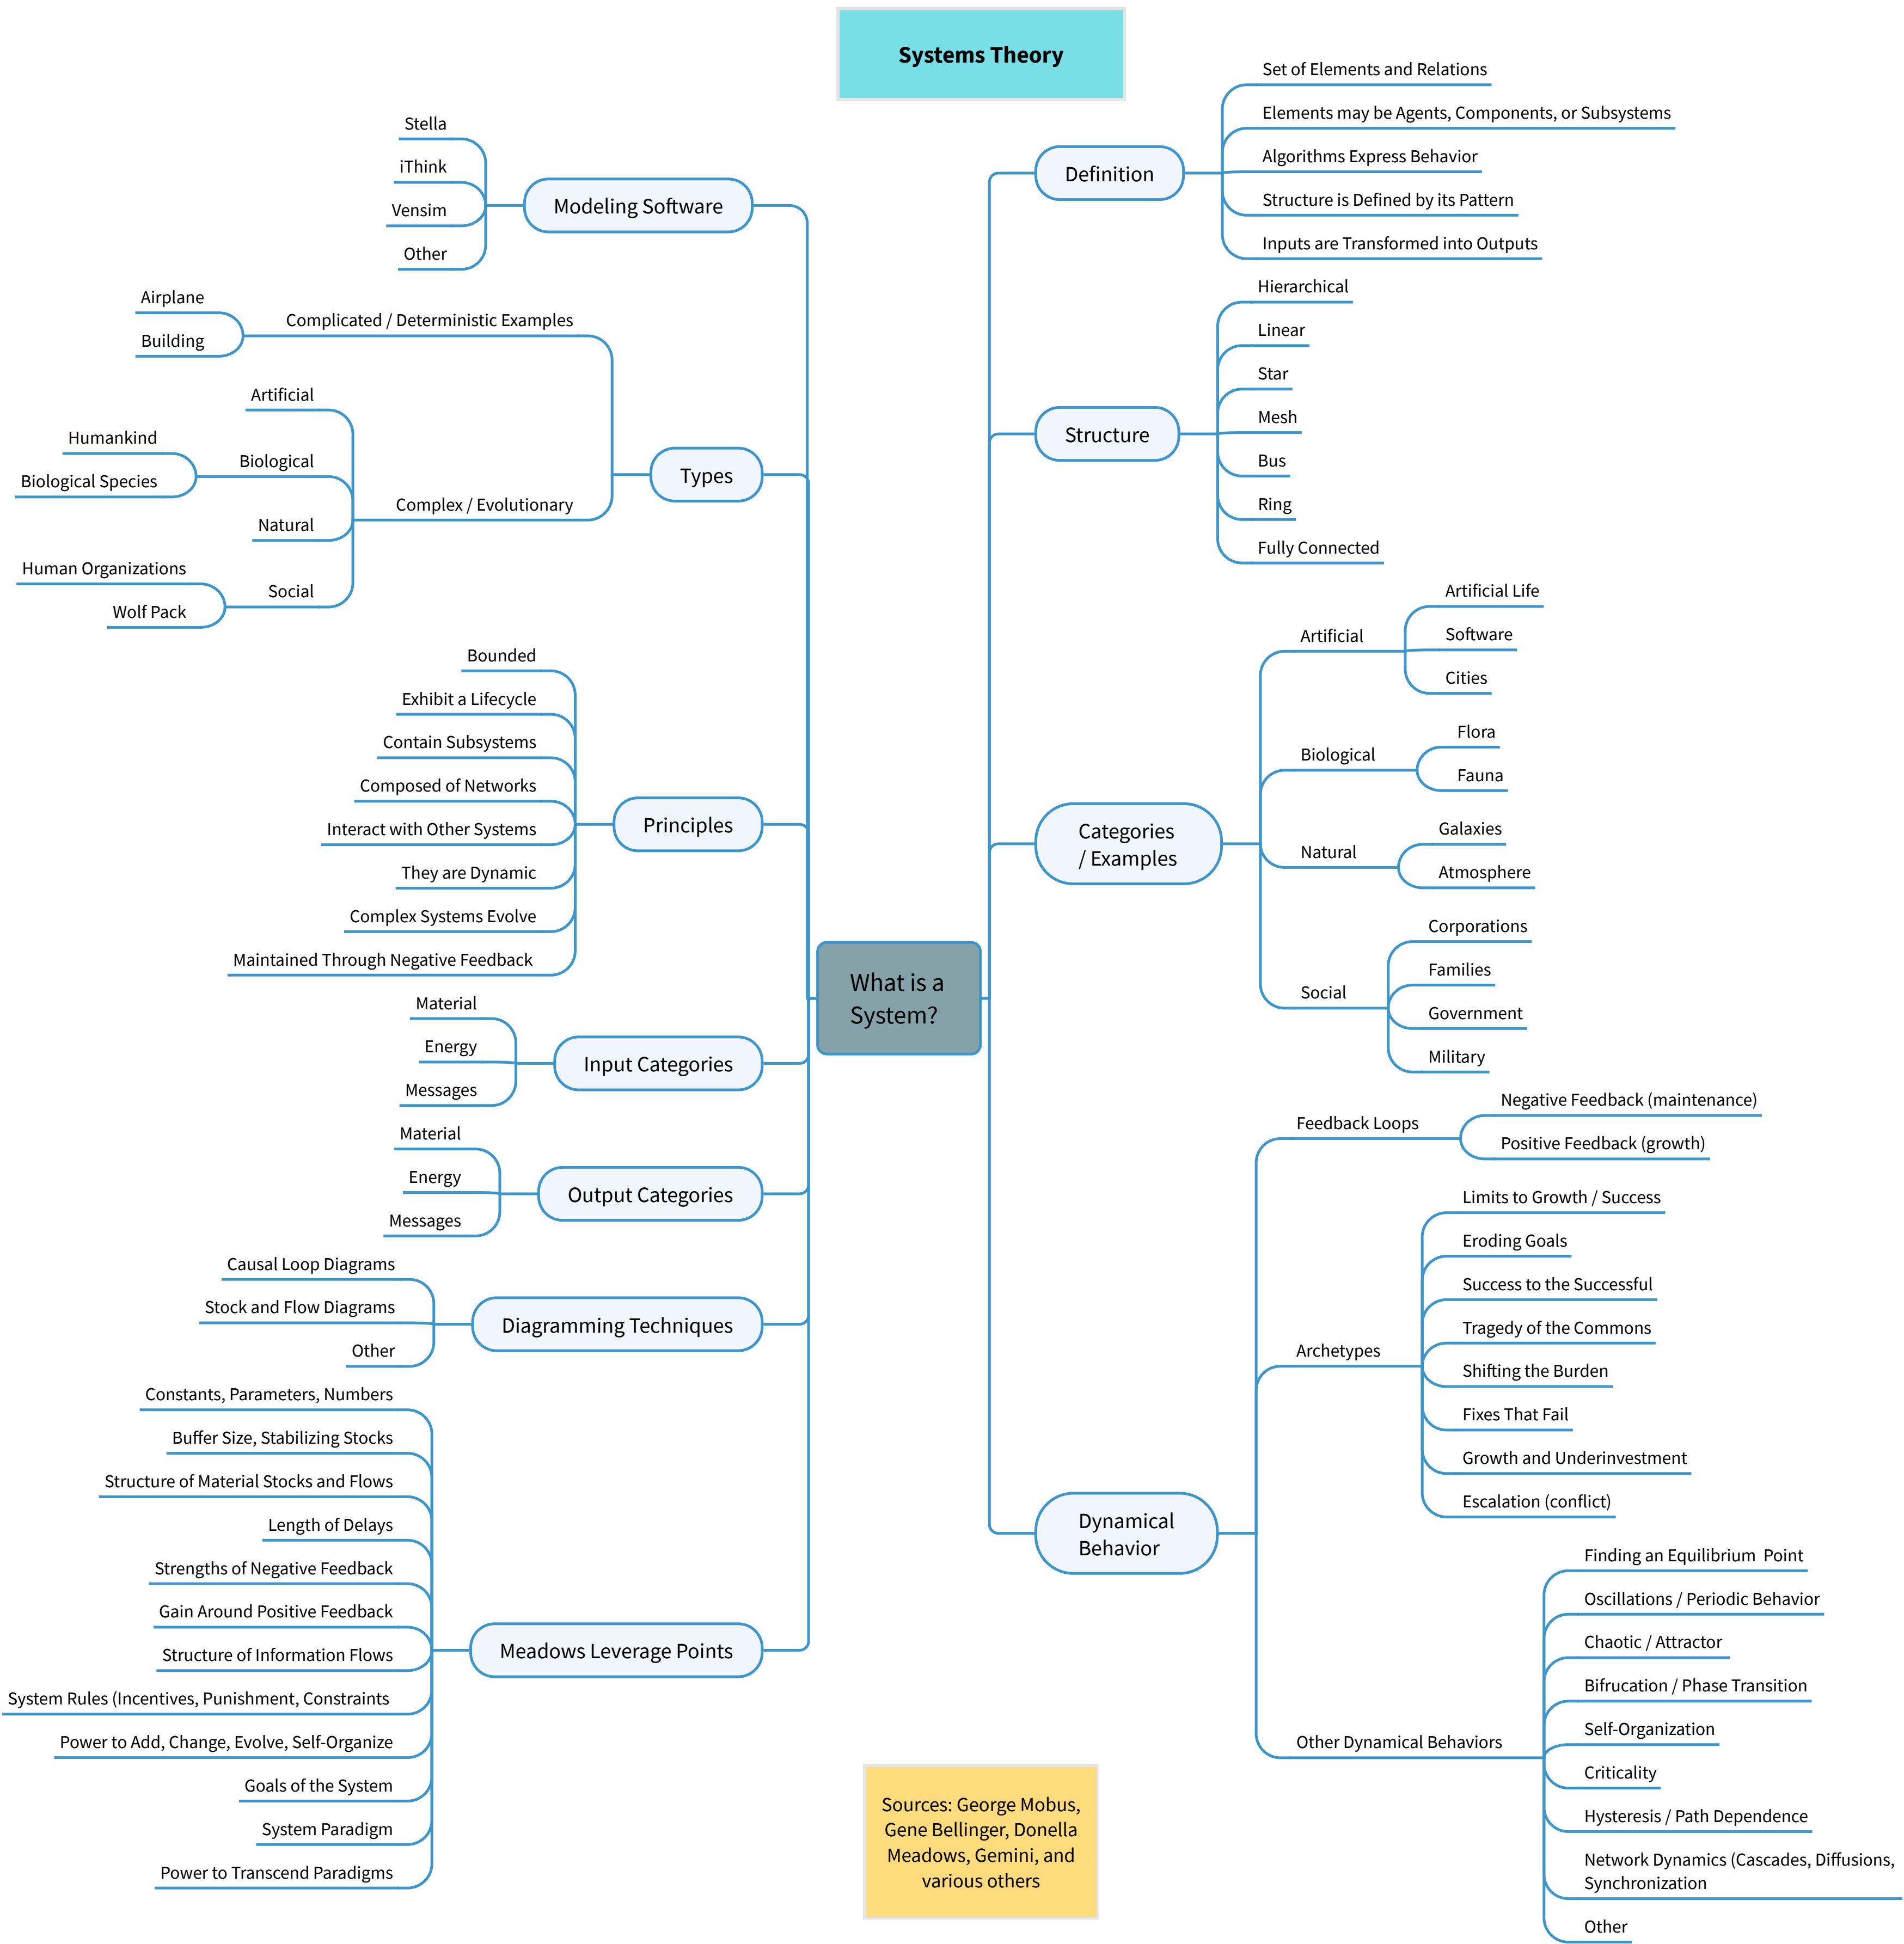 Systems Theory
What is a
System?
Definition
Set of Elements and Relations
Elements may be Agents, Components, or Subsystems
Algorithms Express Behavior
Structure is Defined by its Pattern
Inputs are Transformed into Outputs
Structure
Hierarchical
Linear
Star
Mesh
Bus
Ring
Fully Connected
Categories
/ Examples
Artificial
Artificial Life
Software
Cities
Biological
Flora
Fauna
Natural
Galaxies
Atmosphere
Social
Corporations
Families
Government
Military
Dynamical
Behavior
Feedback Loops
Negative Feedback (maintenance)
Positive Feedback (growth)
Archetypes
Limits to Growth / Success
Eroding Goals
Success to the Successful
Tragedy of the Commons
Shifting the Burden
Fixes That Fail
Growth and Underinvestment
Escalation (conflict)
Other Dynamical Behaviors
Finding an Equilibrium  Point
Oscillations / Periodic Behavior
Chaotic / Attractor
Bifrucation / Phase Transition
Self-Organization
Criticality
Hysteresis / Path Dependence
Network Dynamics (Cascades, Diffusions,
Synchronization
Other
Modeling Software
Stella
iThink
Vensim
Other
Types
Complicated / Deterministic Examples
Airplane
Building
Complex / Evolutionary
Artificial
Biological
Humankind
Biological Species
Natural
Social
Human Organizations
Wolf Pack
Principles
Bounded
Exhibit a Lifecycle
Contain Subsystems
Composed of Networks
Interact with Other Systems
They are Dynamic
Complex Systems Evolve
Maintained Through Negative Feedback
Input Categories
Material
Energy
Messages
Output Categories
Material
Energy
Messages
Diagramming Techniques
Causal Loop Diagrams
Stock and Flow Diagrams
Other
Meadows Leverage Points
Constants, Parameters, Numbers
Buffer Size, Stabilizing Stocks
Structure of Material Stocks and Flows
Length of Delays
Strengths of Negative Feedback
Gain Around Positive Feedback
Structure of Information Flows
System Rules (Incentives, Punishment, Constraints
Power to Add, Change, Evolve, Self-Organize
Goals of the System
System Paradigm
Power to Transcend Paradigms
Sources: George Mobus,
Gene Bellinger, Donella
Meadows, Gemini, and
various others